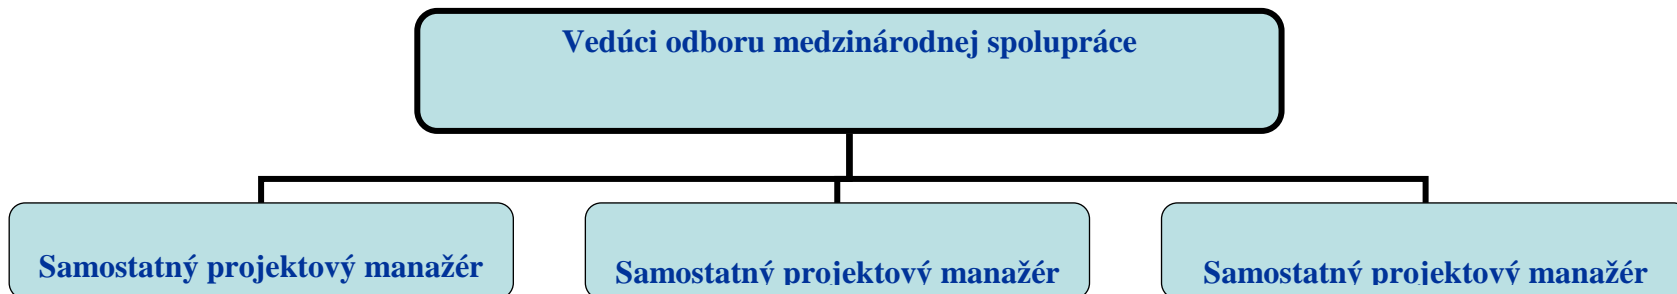 Vedúci odboru medzinárodnej spolupráce
Samostatný projektový manažér
Samostatný projektový manažér
Samostatný projektový manažér